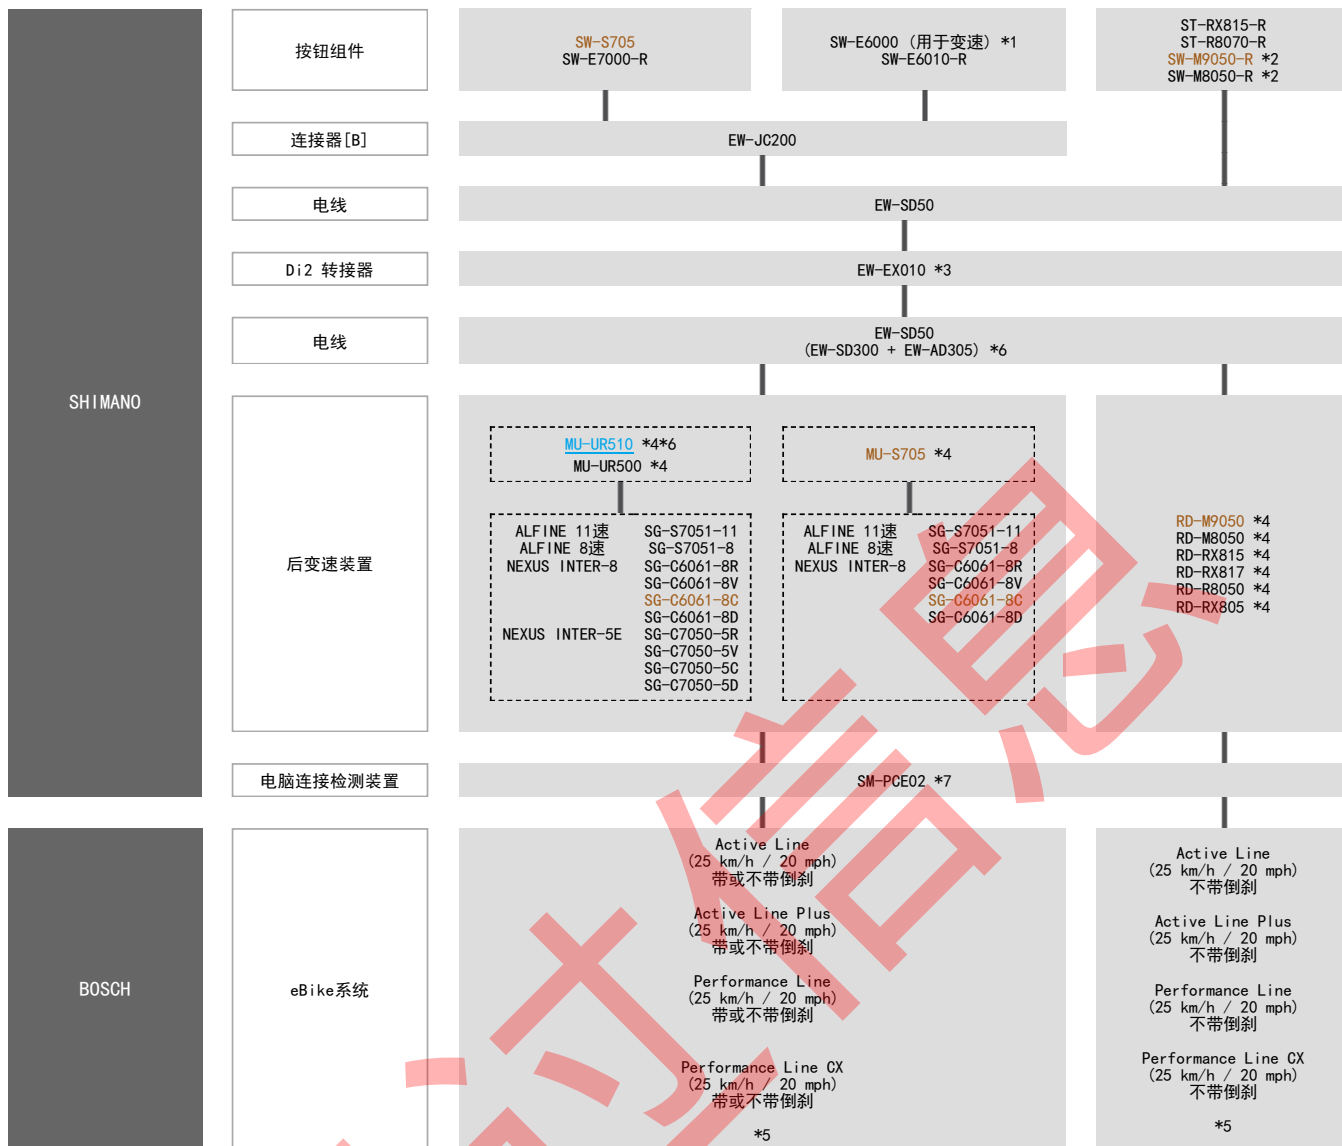 SHIMANO
按钮组件
SW-S705
SW-E7000-R
SW-E6000 (用于变速) *1
SW-E6010-R
ST-RX815-R
ST-R8070-R
SW-M9050-R *2
SW-M8050-R *2
连接器[B]
EW-JC200
电线
EW-SD50
Di2 转接器
EW-EX010 *3
电线
EW-SD50
(EW-SD300 + EW-AD305) *6
后变速装置
MU-UR510 *4*6
MU-UR500 *4
ALFINE 11速 SG-S7051-11
ALFINE 8速 SG-S7051-8
NEXUS INTER-8 SG-C6061-8R
SG-C6061-8V
SG-C6061-8C
SG-C6061-8D
NEXUS INTER-5E SG-C7050-5R
SG-C7050-5V
SG-C7050-5C
SG-C7050-5D
MU-S705 *4
ALFINE 11速 SG-S7051-11
ALFINE 8速 SG-S7051-8
NEXUS INTER-8 SG-C6061-8R
SG-C6061-8V
SG-C6061-8C
SG-C6061-8D
RD-M9050 *4
RD-M8050 *4
RD-RX815 *4
RD-RX817 *4
RD-R8050 *4
RD-RX805 *4
电脑连接检测装置
SM-PCE02 *7
BOSCH
eBike系统
Active Line
(25 km/h / 20 mph)
带或不带倒刹
Active Line Plus
(25 km/h / 20 mph)
带或不带倒刹
Performance Line
(25 km/h / 20 mph)
带或不带倒刹
Performance Line CX
(25 km/h / 20 mph)
带或不带倒刹
*5
Active Line
(25 km/h / 20 mph)
不带倒刹
Active Line Plus
(25 km/h / 20 mph)
不带倒刹
Performance Line
(25 km/h / 20 mph)
不带倒刹
Performance Line CX
(25 km/h / 20 mph)
不带倒刹
*5
过信息